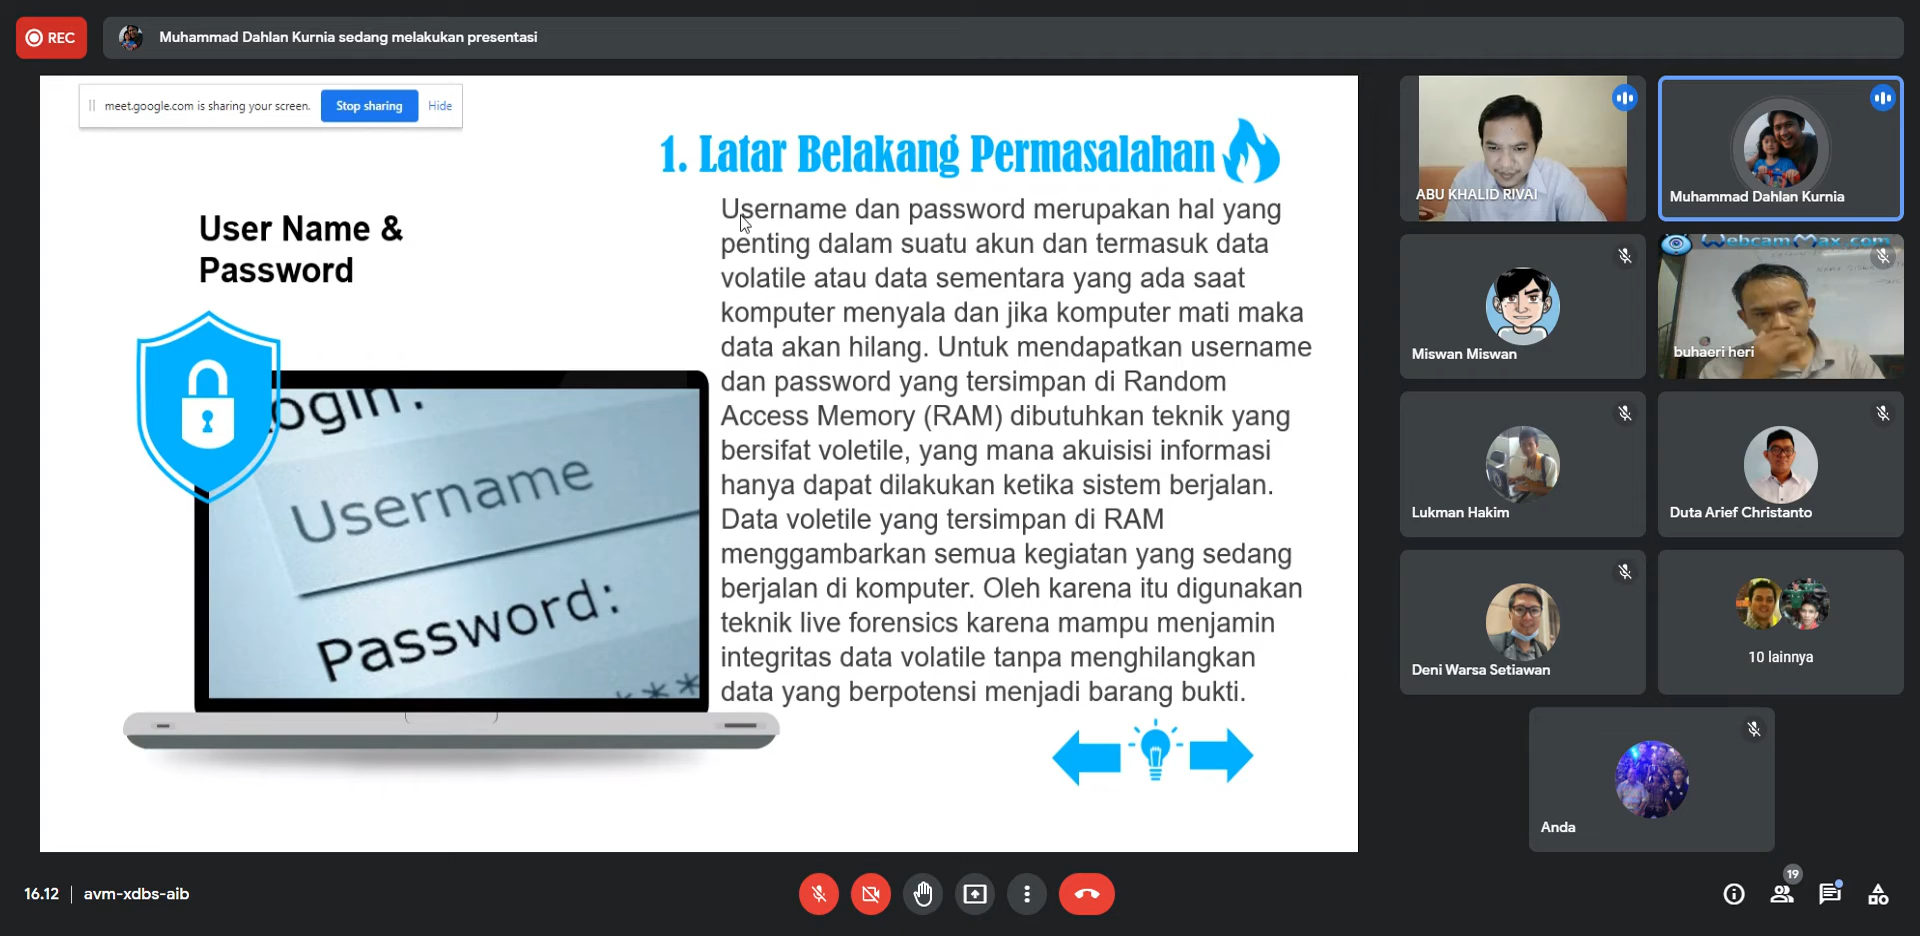 REC
Muhammad Dahlan Kurnia sedang melakukan presentasi
meet.google.com is sharing your screen.
Stop sharing
Hide
1. Latar Belakang Permasalahan
User Name &
Password
Username dan password merupakan hal yang
penting dalam suatu akun dan termasuk data
volatile atau data sementara yang ada saat
komputer menyala dan jika komputer mati maka
data akan hilang. Untuk mendapatkan username
dan password yang tersimpan di Random
Access Memory (RAM) dibutuhkan teknik yang
bersifat voletile, yang mana akuisisi informasi
hanya dapat dilakukan ketika sistem berjalan.
Data voletile yang tersimpan di RAM
menggambarkan semua kegiatan yang sedang
berjalan di komputer. Oleh karena itu digunakan
teknik live forensics karena mampu menjamin
integritas data volatile tanpa menghilangkan
data yang berpotensi menjadi barang bukti.
ogin:
Username
Password:
***
ABU KHALID RIVAI
Muhammad Dahlan Kurnia
Miswan Miswan
WebcamMax.com
buhaeri heri
Lukman Hakim
Duta Arief Christanto
Deni Warsa Setiawan
10 lainnya
Anda
16.12
avm-xdbs-aib
19